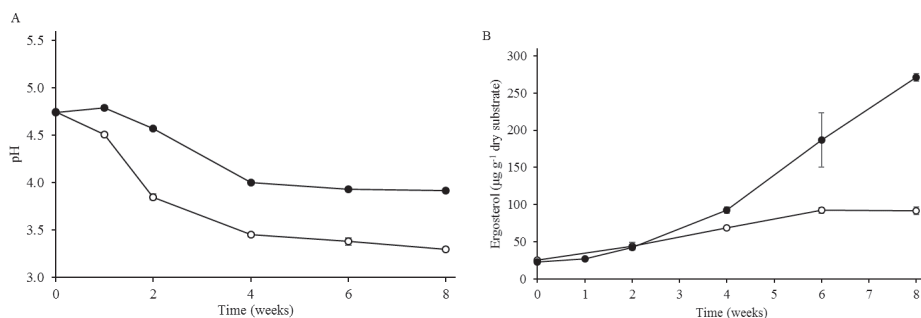 A
5.5
5.0
4.5
4.0
3.5
3.0
pH
0 2 4 6 8
Time (weeks)
B
300
250
200
150
100
50
0
Ergosterol (µg g⁻¹ dry substrate)
0 1 2 3 4 5 6 7 8
Time (weeks)